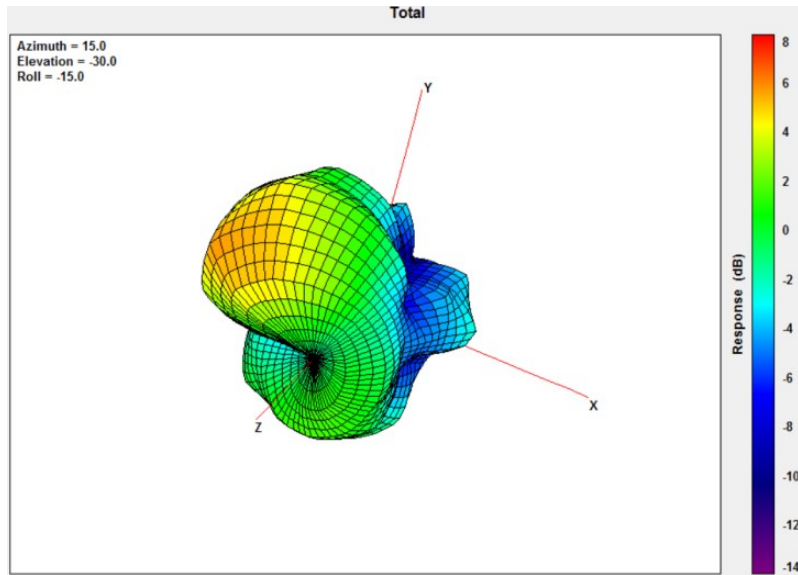 Total
Azimuth = 15.0
Elevation = -30.0
Roll = -15.0
Y
X
Z
8
6
4
2
0
-2
-4
-6
-8
-10
-12
-14
Response (dB)